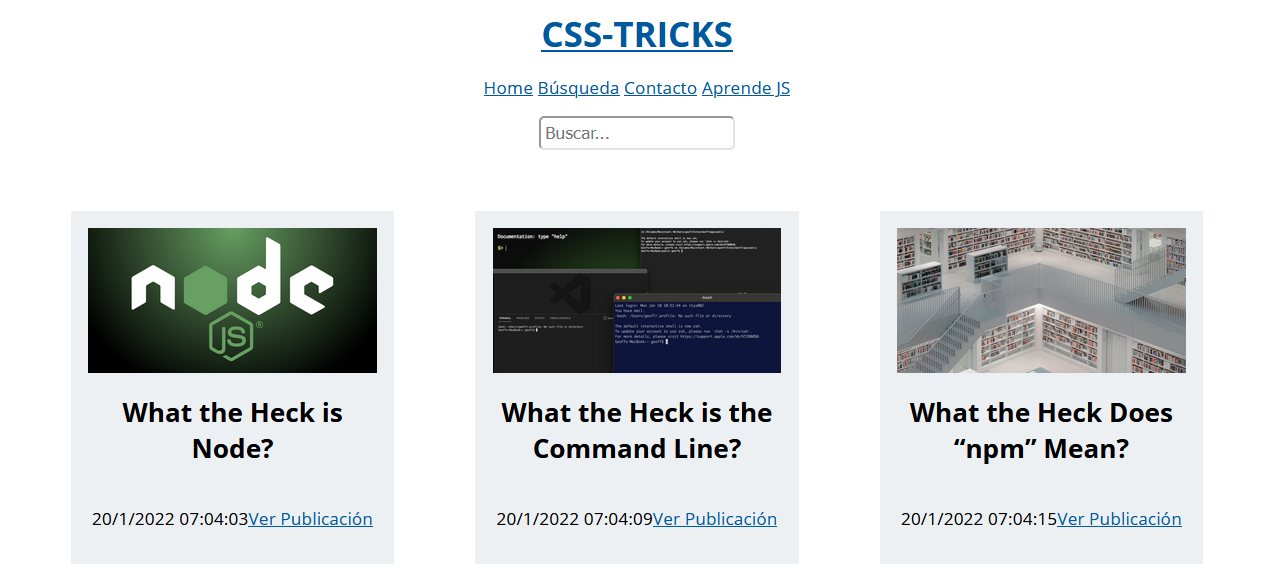 CSS-TRICKS
Home Búsqueda Contacto Aprende JS
Buscar...
node
JS®
Documentation: type "help"
$>
What the Heck is
Node?
What the Heck is the
Command Line?
What the Heck Does
“npm” Mean?
20/1/2022 07:04:03Ver Publicación
20/1/2022 07:04:09Ver Publicación
20/1/2022 07:04:15Ver Publicación